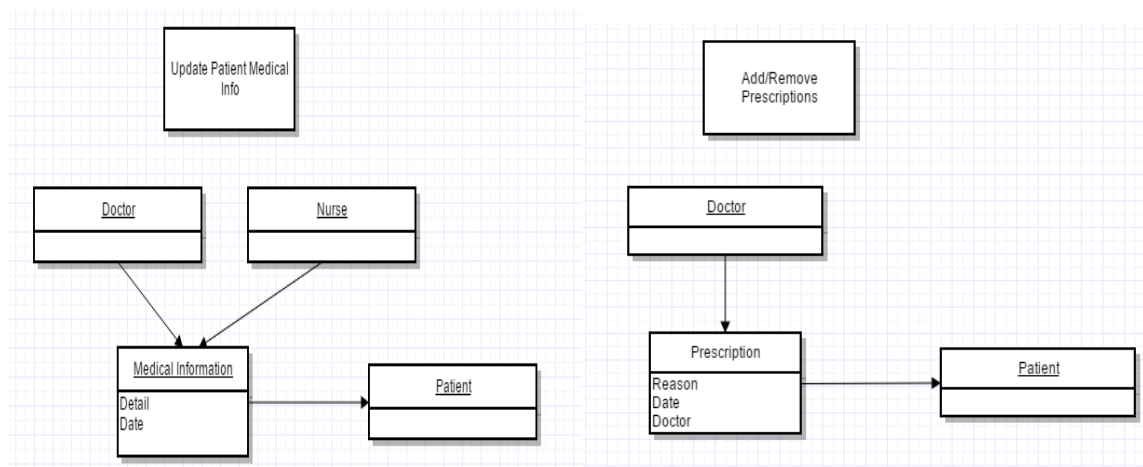 Update Patient Medical
Info
Doctor
Nurse
Medical Information
Detail
Date
Patient
Add/Remove
Prescriptions
Doctor
Prescription
Reason
Date
Doctor
Patient